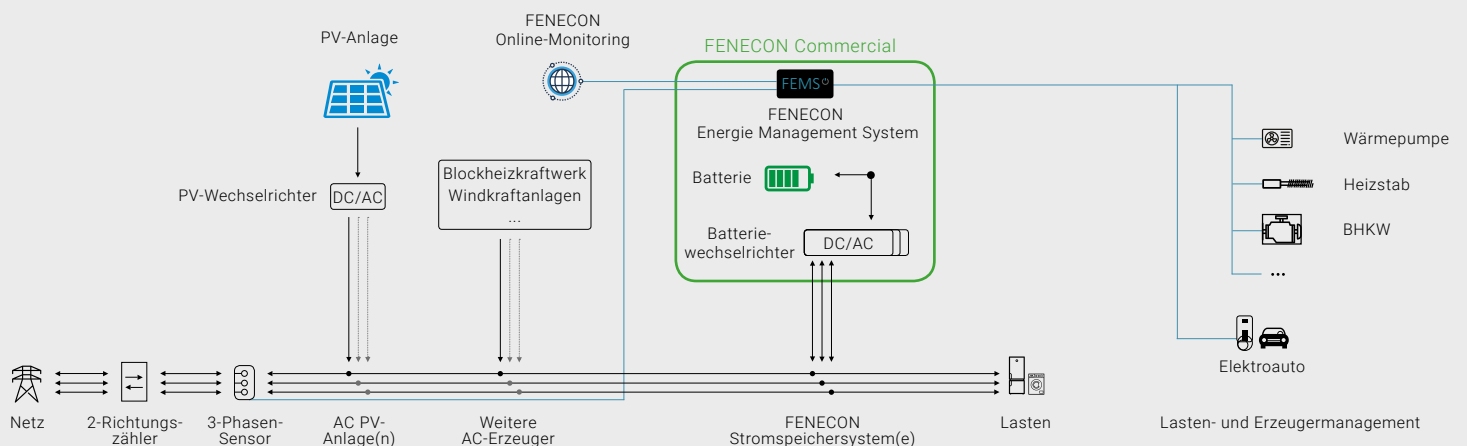 FENECON
Online-Monitoring
PV-Anlage
FENECON Commercial
FEMS
FENECON
Energie Management System
Wärmepumpe
Blockheizkraftwerk
Windkraftanlagen
...
Batterie
PV-Wechselrichter
DC/AC
Heizstab
Batterie-
wechselrichter
DC/AC
BHKW
...
Elektroauto
Netz
2-Richtungs-
zähler
3-Phasen-
Sensor
AC PV-
Anlage(n)
Weitere
AC-Erzeuger
FENECON
Stromspeichersystem(e)
Lasten
Lasten- und Erzeugermanagement